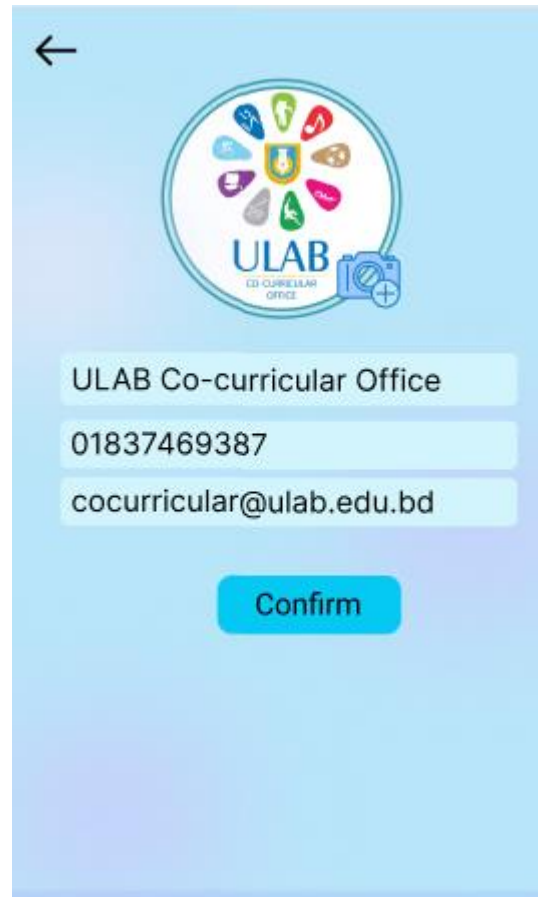 ULAB
CO-CURRICULAR
OFFICE
ULAB Co-curricular Office
01837469387
cocurricular@ulab.edu.bd
Confirm